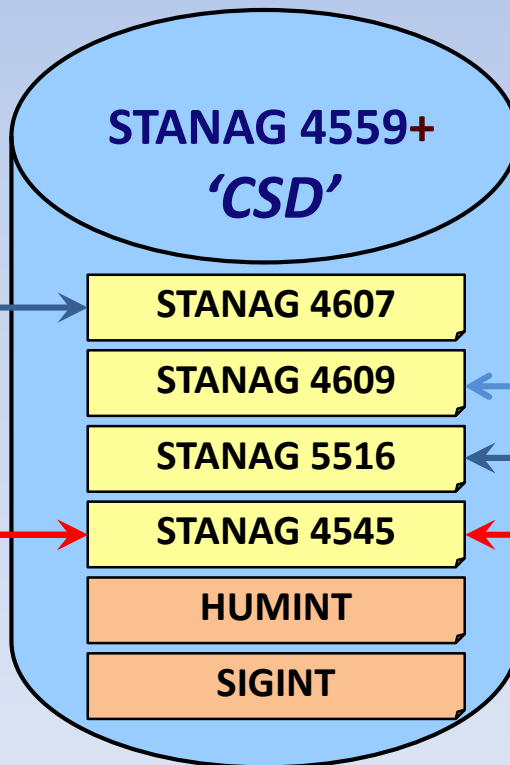 STANAG 4559+
‘CSD’
STANAG 4607
STANAG 4609
STANAG 5516
STANAG 4545
HUMINT
SIGINT